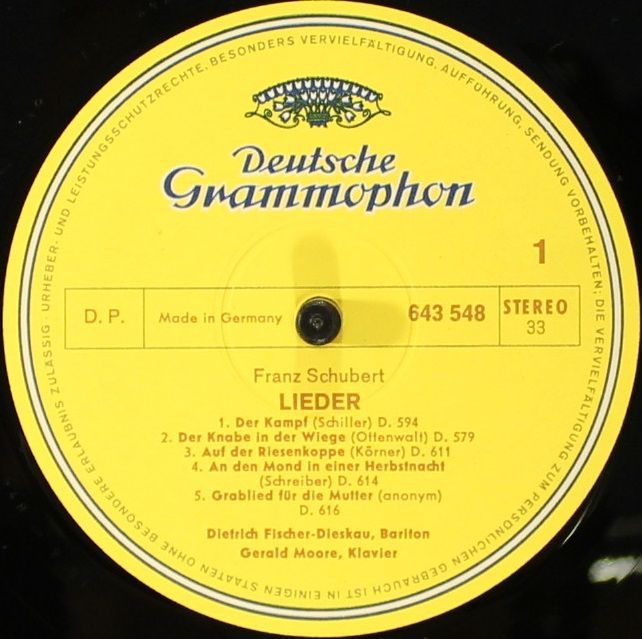 URHEBER- UND LEISTUNGSSCHUTZRECHTE, BESONDERS VERVIELFÄLTIGUNG, AUFFÜHRUNG, SENDUNG VORBEHALTEN; DIE VERVIELFÄLTIGUNG ZUM PERSÖNLICHEN GEBRAUCH IST IN EINIGEN STAATEN OHNE BESONDERE ERLAUBNIS ZULÄSSIG ·
Deutsche
Grammophon
1
D. P. Made in Germany 643 548 STEREO
33
Franz Schubert
LIEDER
1. Der Kampf (Schiller) D. 594
2. Der Knabe in der Wiege (Ottenwalt) D. 579
3. Auf der Riesenkoppe (Körner) D. 611
4. An den Mond in einer Herbstnacht
(Schreiber) D. 614
5. Grablied für die Mutter (anonym)
D. 616
Dietrich Fischer-Dieskau, Bariton
Gerald Moore, Klavier